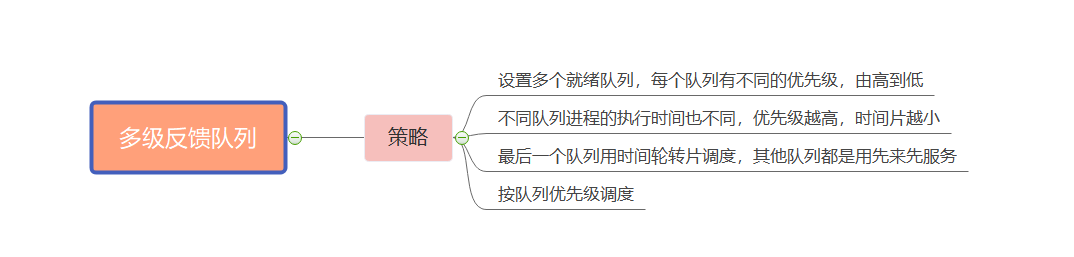 多级反馈队列
策略
设置多个就绪队列，每个队列有不同的优先级，由高到低
不同队列进程的执行时间也不同，优先级越高，时间片越小
最后一个队列用时间轮转片调度，其他队列都是用先来先服务
按队列优先级调度